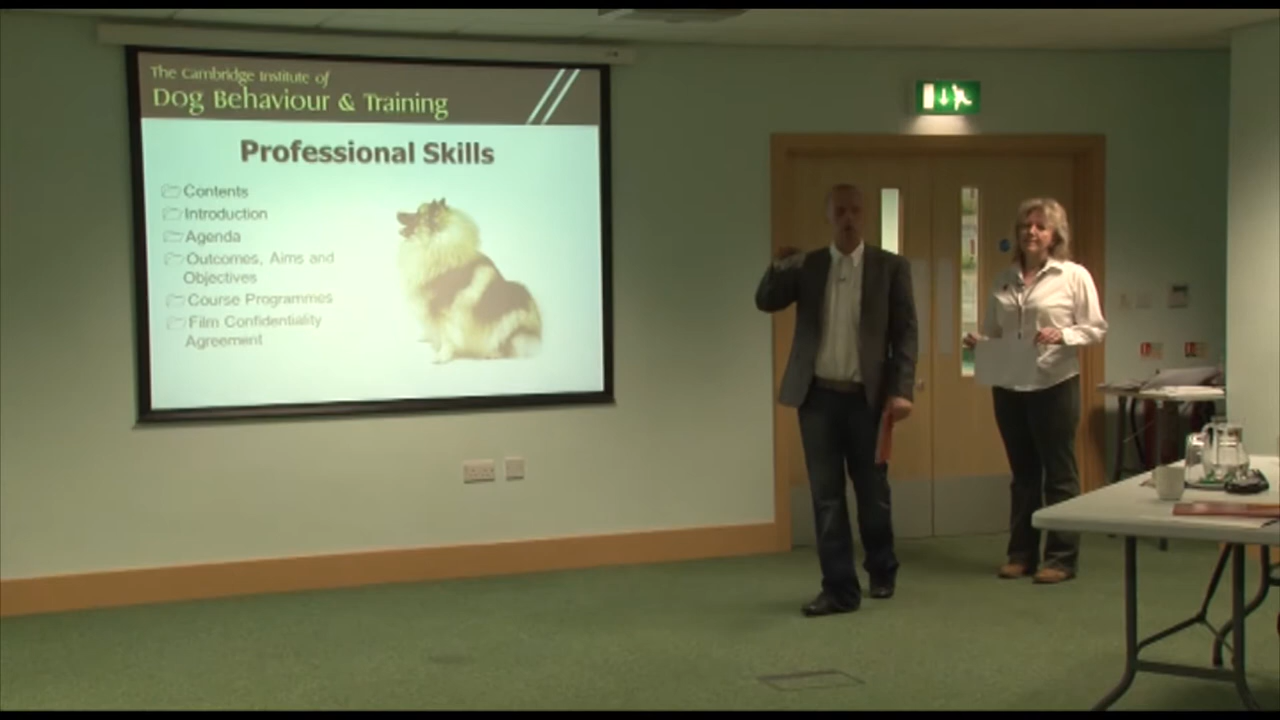 The Cambridge Institute of
Dog Behaviour & Training
Professional Skills
Contents
Introduction
Agenda
Outcomes, Aims and
Objectives
Course Programmes
Film Confidentiality
Agreement